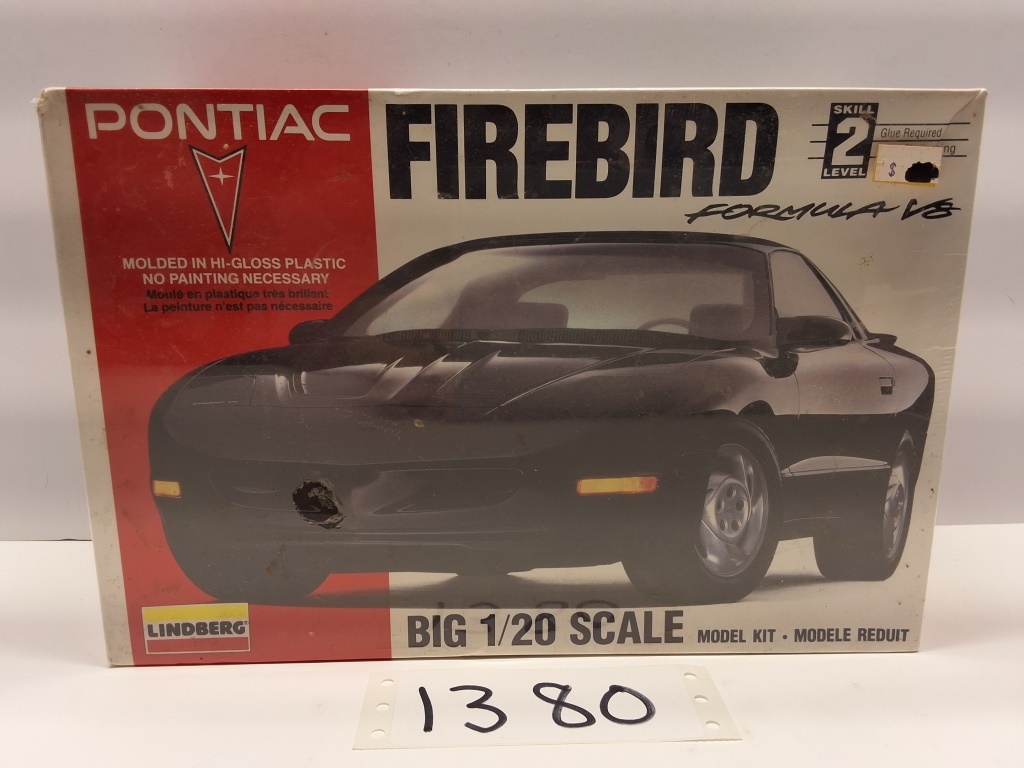 PONTIAC
FIREBIRD
FORMULA V8
SKILL
2
LEVEL
Glue Required
$
MOLDED IN HI-GLOSS PLASTIC
NO PAINTING NECESSARY
Moulé en plastique très brillant
La peinture n'est pas nécessaire
LINDBERG
BIG 1/20 SCALE
MODEL KIT • MODELE REDUIT
1380